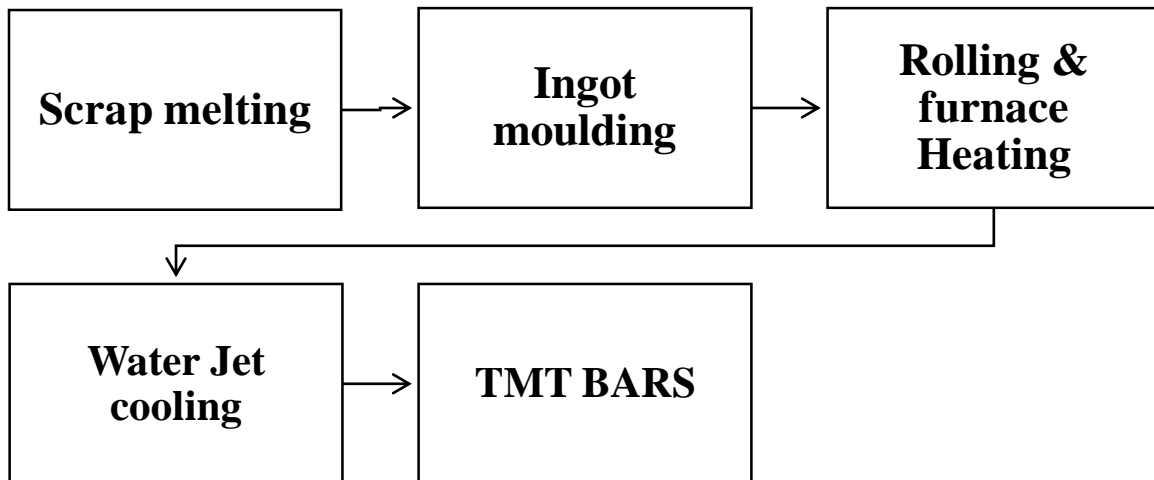 Scrap melting
Ingot
moulding
Rolling &
furnace
Heating
Water Jet
cooling
TMT BARS